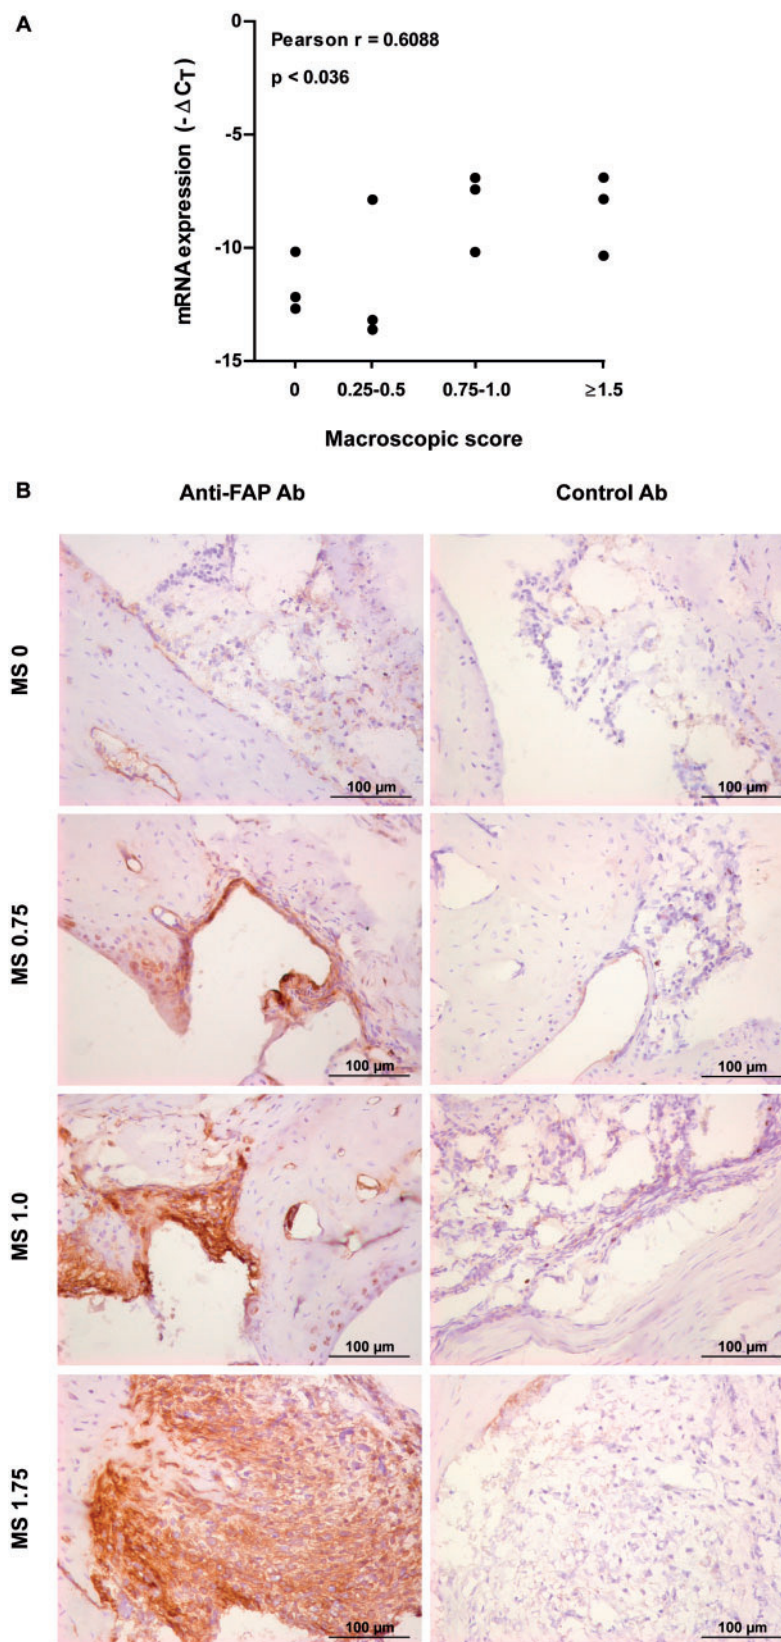 A
Pearson r = 0.6088
p < 0.036
mRNA expression (- ΔCT)
0
-5
-10
-15
0 0.25-0.5 0.75-1.0 ≥1.5
Macroscopic score
B
Anti-FAP Ab Control Ab
MS 0
100 µm 100 µm
MS 0.75
100 µm 100 µm
MS 1.0
100 µm 100 µm
MS 1.75
100 µm 100 µm